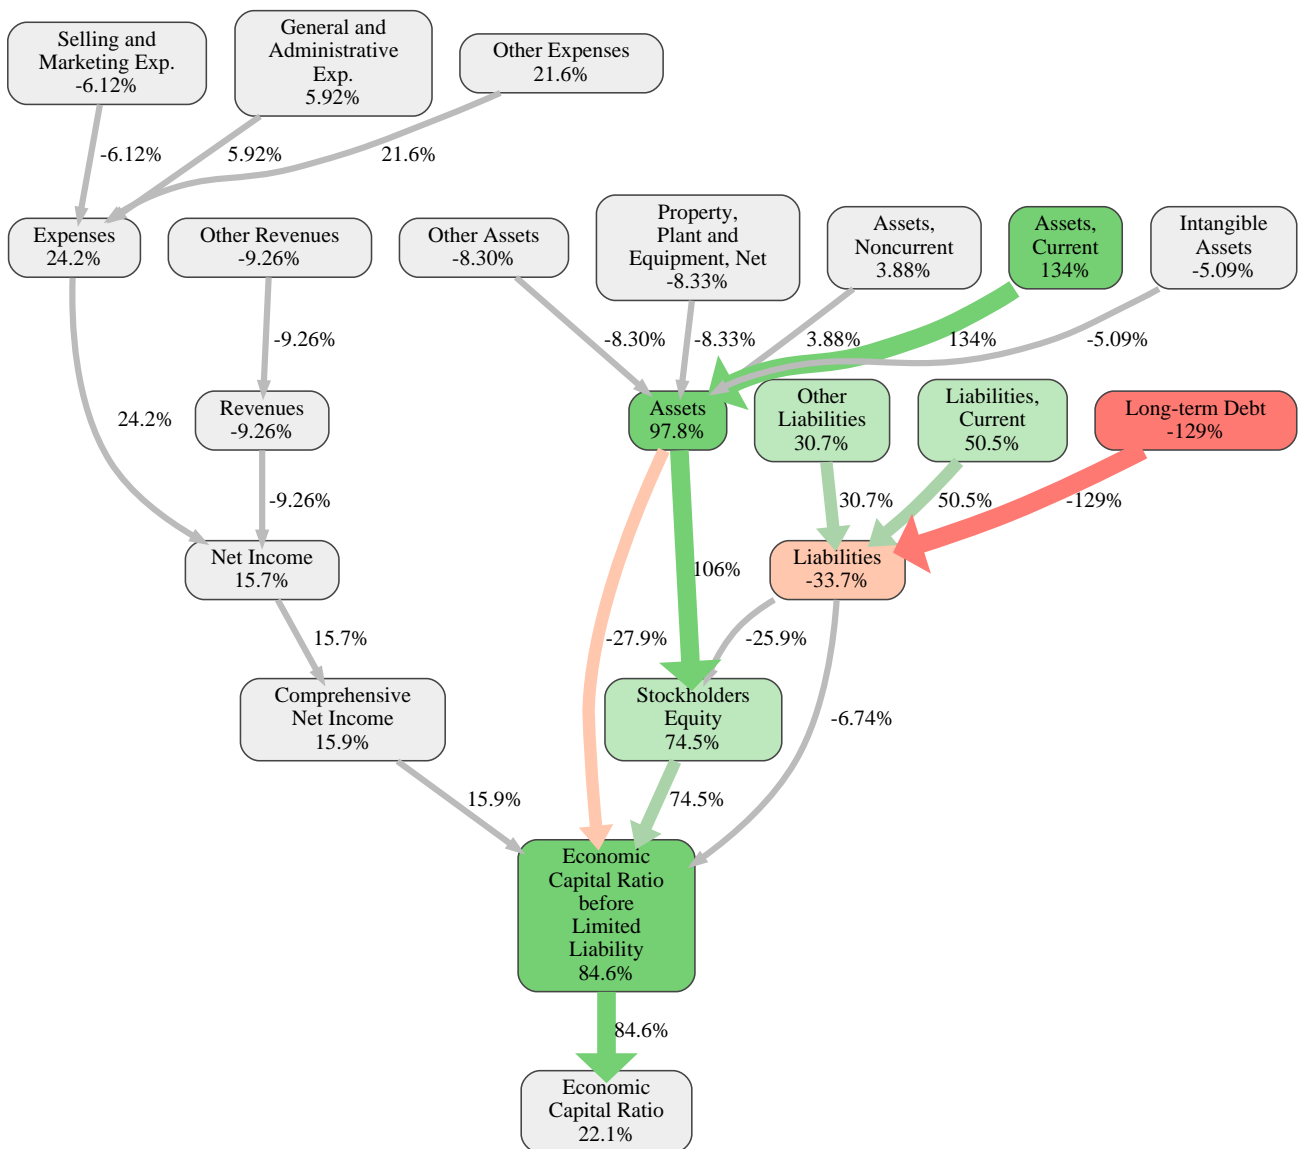 Selling and
Marketing Exp.
-6.12%
General and
Administrative
Exp.
5.92%
Other Expenses
21.6%
-6.12%
5.92%
21.6%
Expenses
24.2%
Other Revenues
-9.26%
Other Assets
-8.30%
Property,
Plant and
Equipment, Net
-8.33%
Assets,
Noncurrent
3.88%
Assets,
Current
134%
Intangible
Assets
-5.09%
-9.26%
-8.30%
-8.33%
3.88%
134%
-5.09%
24.2%
Revenues
-9.26%
Assets
97.8%
Other
Liabilities
30.7%
Liabilities,
Current
50.5%
Long-term Debt
-129%
-9.26%
30.7%
50.5%
-129%
Net Income
15.7%
106%
Liabilities
-33.7%
15.7%
-27.9%
-25.9%
Comprehensive
Net Income
15.9%
Stockholders
Equity
74.5%
-6.74%
15.9%
74.5%
Economic
Capital Ratio
before
Limited
Liability
84.6%
84.6%
Economic
Capital Ratio
22.1%